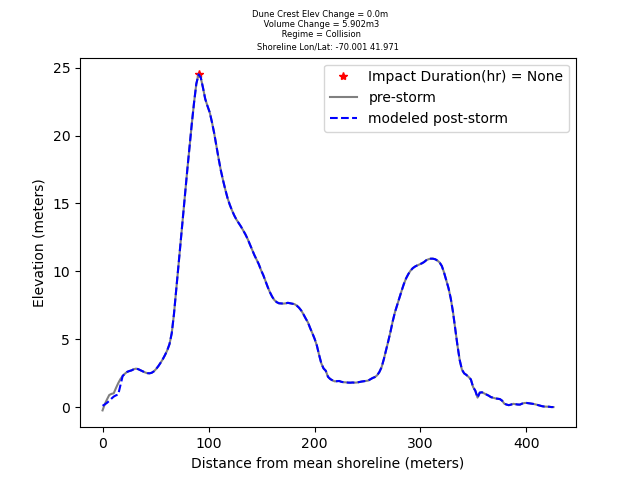 Dune Crest Elev Change = 0.0m
Volume Change = 5.902m3
Regime = Collision
Shoreline Lon/Lat: -70.001 41.971
Impact Duration(hr) = None
pre-storm
modeled post-storm
25
20
15
10
5
0
Elevation (meters)
0 100 200 300 400
Distance from mean shoreline (meters)